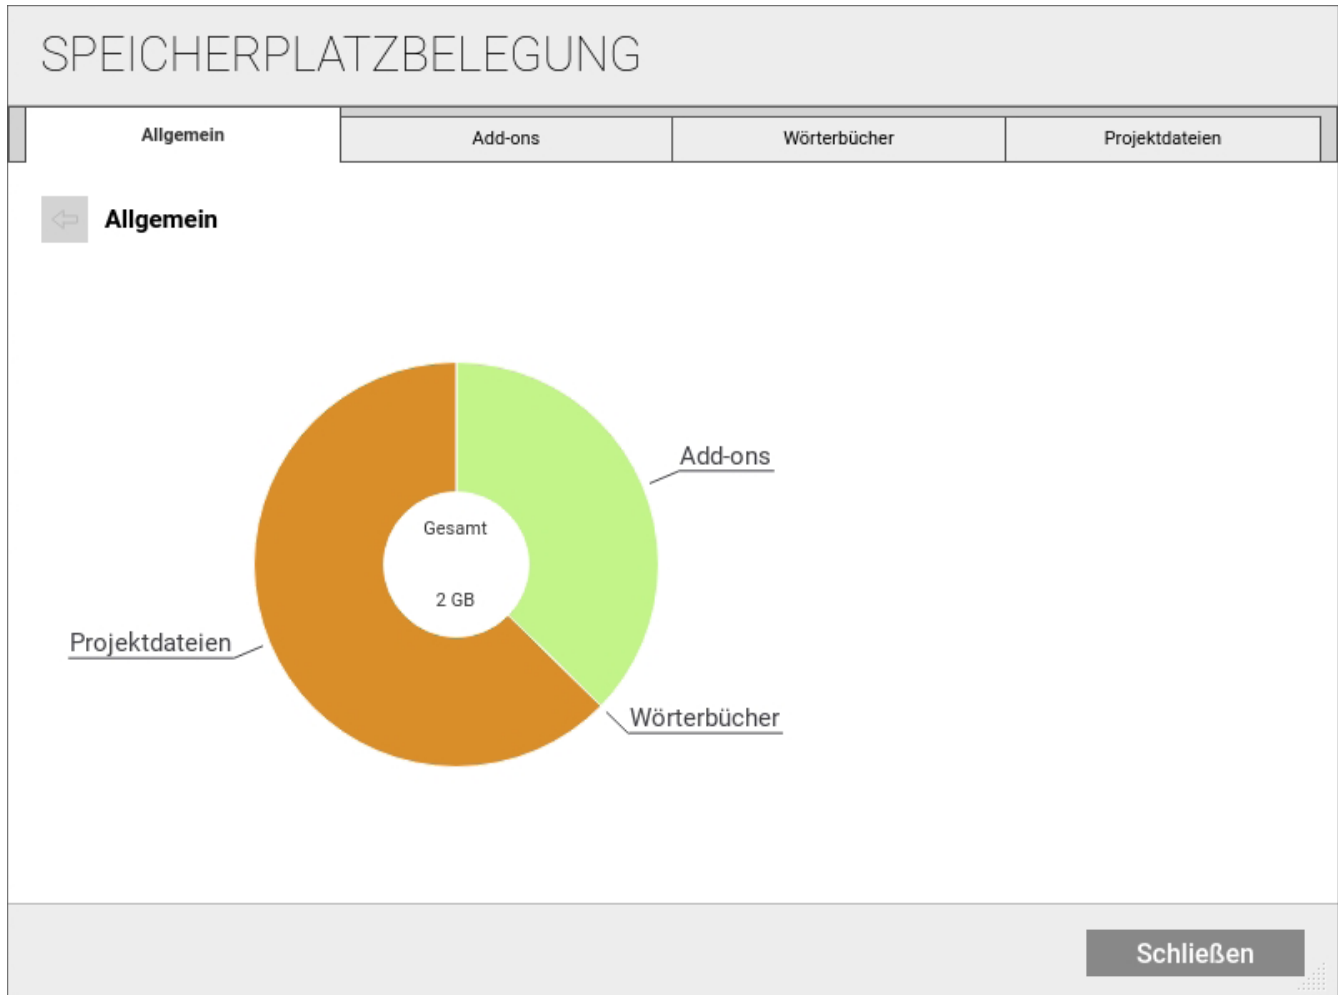 SPEICHERPLATZBELEGUNG
Allgemein
Add-ons
Wörterbücher
Projektdateien
Allgemein
Add-ons
Gesamt
2 GB
Projektdateien
Wörterbücher
Schließen